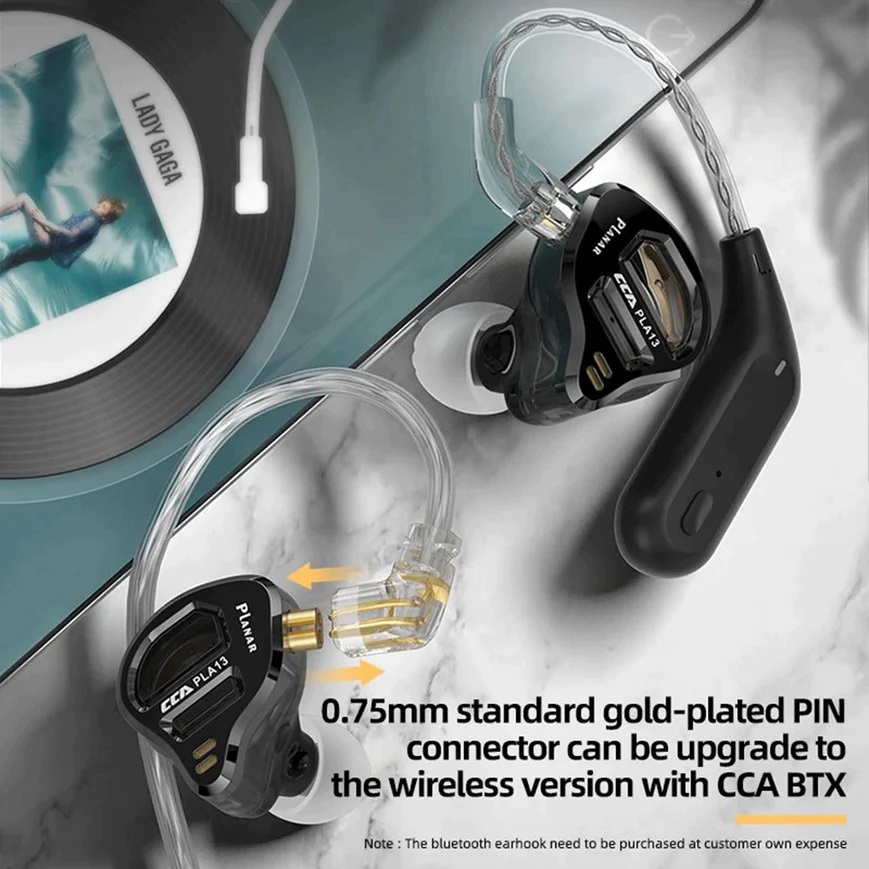 LADY GAGA
PLANAR
CCA PLA13
PLANAR
CCA PLA13
0.75mm standard gold-plated PIN
connector can be upgrade to
the wireless version with CCA BTX
Note : The bluetooth earhook need to be purchased at customer own expense